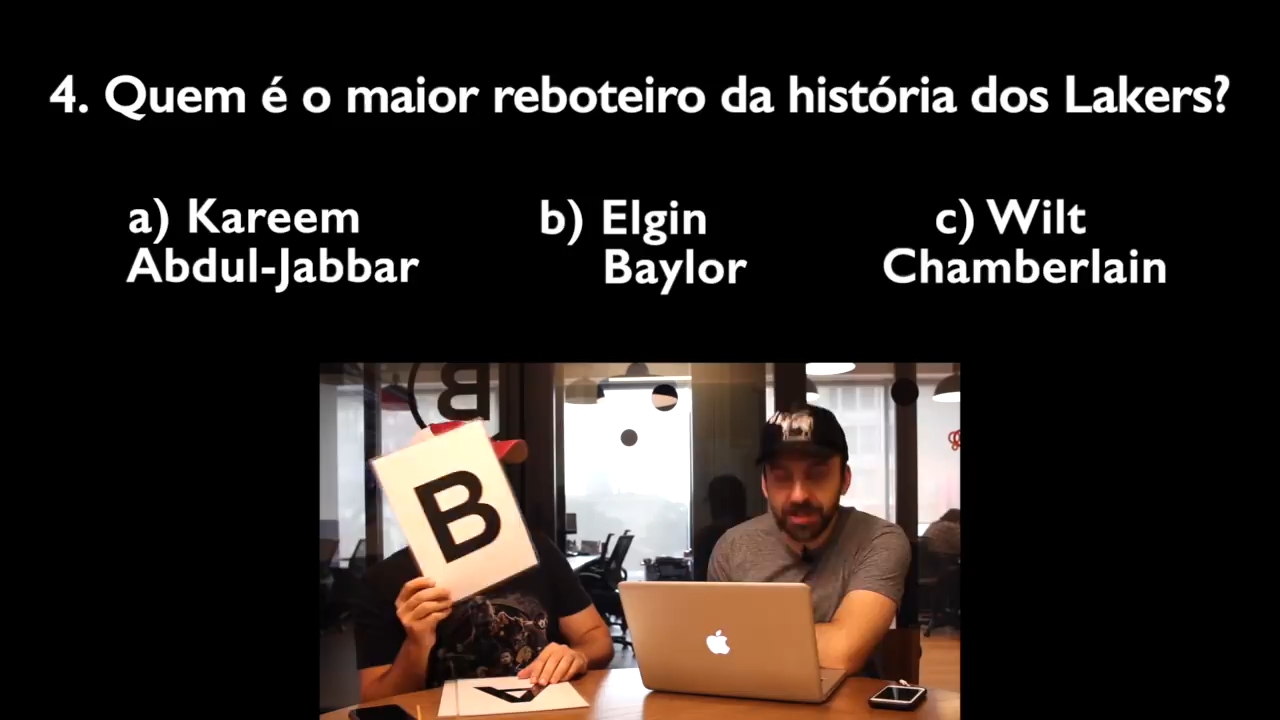 4. Quem é o maior reboteiro da história dos Lakers?
a) Kareem
Abdul-Jabbar
b) Elgin
Baylor
c) Wilt
Chamberlain
B
B
A